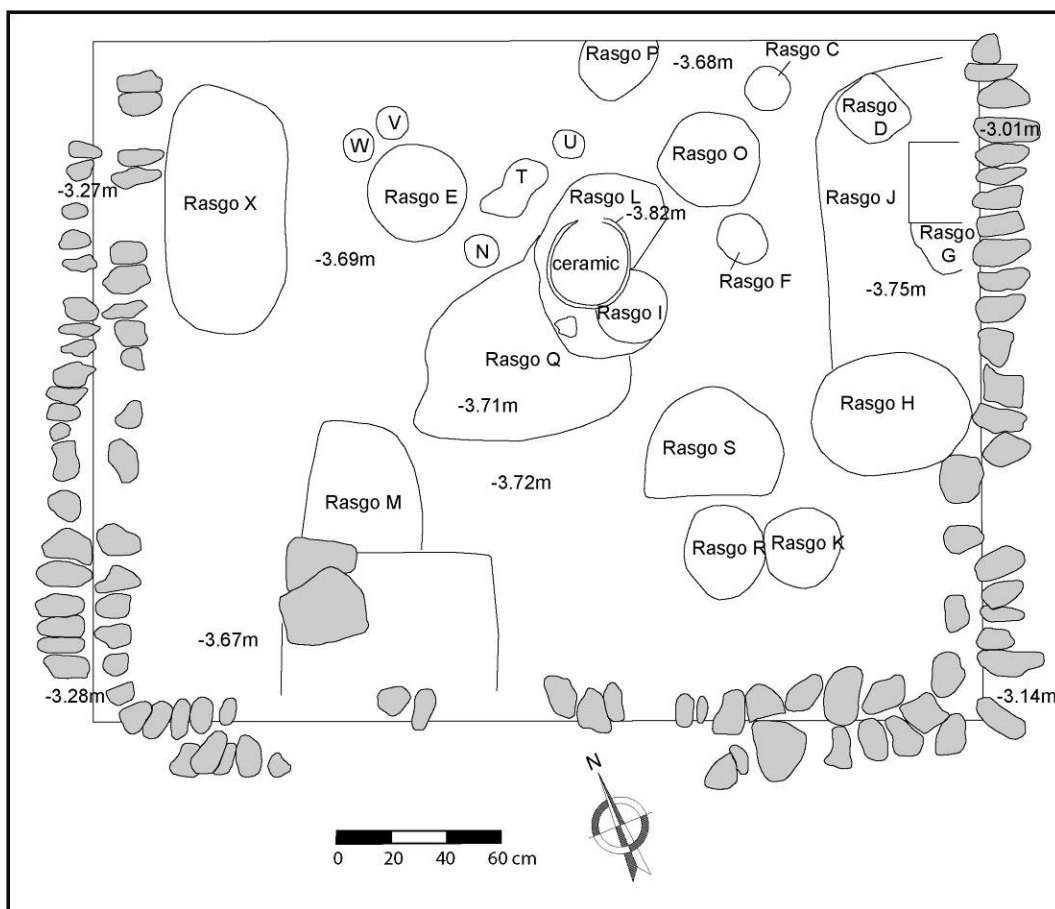 Rasgo P
-3.68m
Rasgo C
Rasgo
D
-3.01m
V
W
U
Rasgo O
-3.27m
Rasgo X
Rasgo E
T
Rasgo L
Rasgo J
-3.82m
Rasgo
G
N
-3.69m
ceramic
Rasgo F
-3.75m
Rasgo I
Rasgo Q
-3.71m
Rasgo H
Rasgo S
-3.72m
Rasgo M
Rasgo R
Rasgo K
-3.67m
-3.28m
-3.14m
N
0 20 40 60 cm